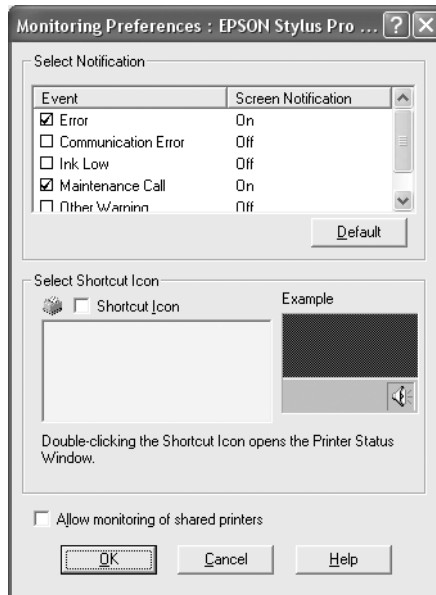 Monitoring Preferences : EPSON Stylus Pro ...
Select Notification
Event Screen Notification
Error On
Communication Error Off
Ink Low Off
Maintenance Call On
Other Warning Off
Default
Select Shortcut Icon
Shortcut Icon
Example
Double-clicking the Shortcut Icon opens the Printer Status
Window.
Allow monitoring of shared printers
OK Cancel Help